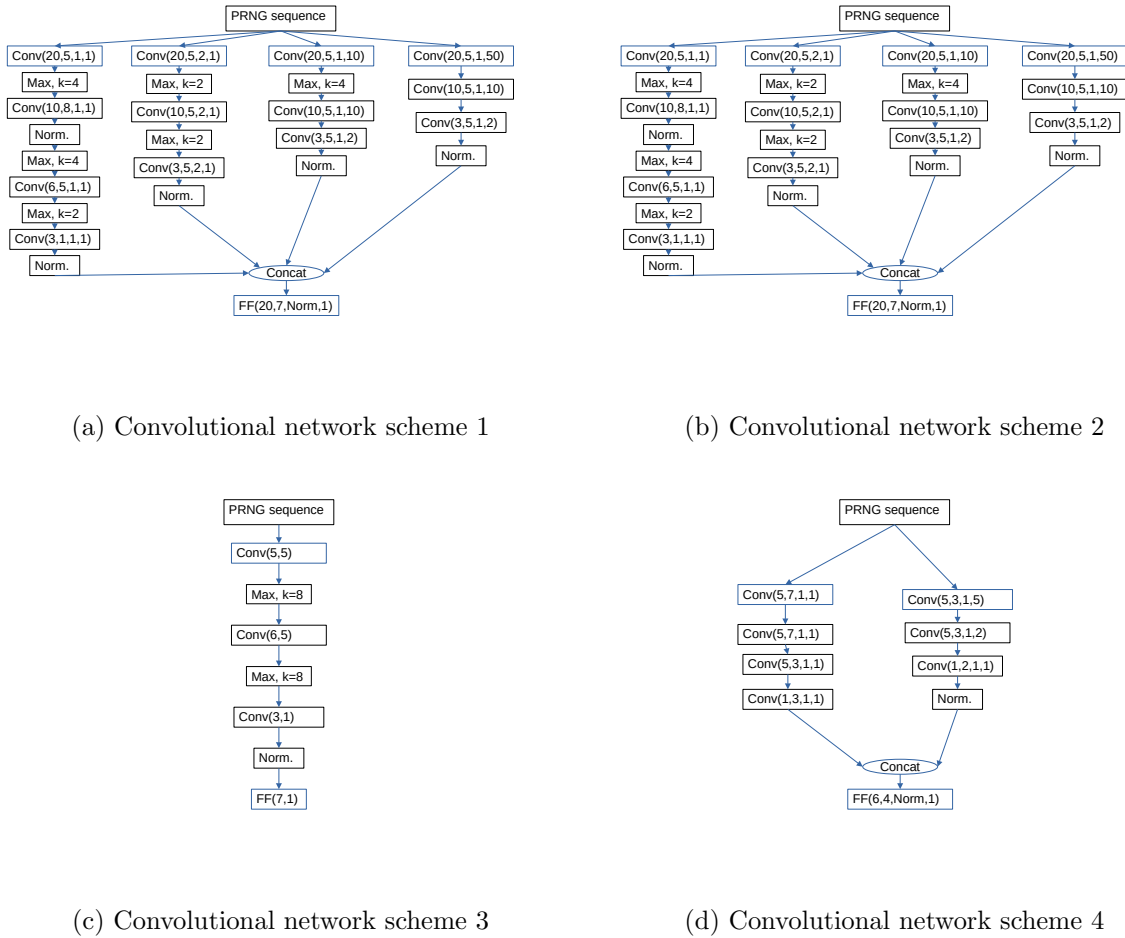 PRNG sequence
Conv(20,5,1,1)
Max, k=4
Conv(10,8,1,1)
Norm.
Max, k=4
Conv(6,5,1,1)
Max, k=2
Conv(3,1,1,1)
Norm.
Conv(20,5,2,1)
Max, k=2
Conv(10,5,2,1)
Max, k=2
Conv(3,5,2,1)
Norm.
Conv(20,5,1,10)
Max, k=4
Conv(10,5,1,10)
Conv(3,5,1,2)
Norm.
Conv(20,5,1,50)
Conv(10,5,1,10)
Conv(3,5,1,2)
Norm.
Concat
FF(20,7,Norm,1)
(a) Convolutional network scheme 1
PRNG sequence
Conv(20,5,1,1)
Max, k=4
Conv(10,8,1,1)
Norm.
Max, k=4
Conv(6,5,1,1)
Max, k=2
Conv(3,1,1,1)
Norm.
Conv(20,5,2,1)
Max, k=2
Conv(10,5,2,1)
Max, k=2
Conv(3,5,2,1)
Norm.
Conv(20,5,1,10)
Max, k=4
Conv(10,5,1,10)
Conv(3,5,1,2)
Norm.
Conv(20,5,1,50)
Conv(10,5,1,10)
Conv(3,5,1,2)
Norm.
Concat
FF(20,7,Norm,1)
(b) Convolutional network scheme 2
PRNG sequence
Conv(5,5)
Max, k=8
Conv(6,5)
Max, k=8
Conv(3,1)
Norm.
FF(7,1)
(c) Convolutional network scheme 3
PRNG sequence
Conv(5,7,1,1)
Conv(5,7,1,1)
Conv(5,3,1,1)
Conv(1,3,1,1)
Conv(5,3,1,5)
Conv(5,3,1,2)
Conv(1,2,1,1)
Norm.
Concat
FF(6,4,Norm,1)
(d) Convolutional network scheme 4